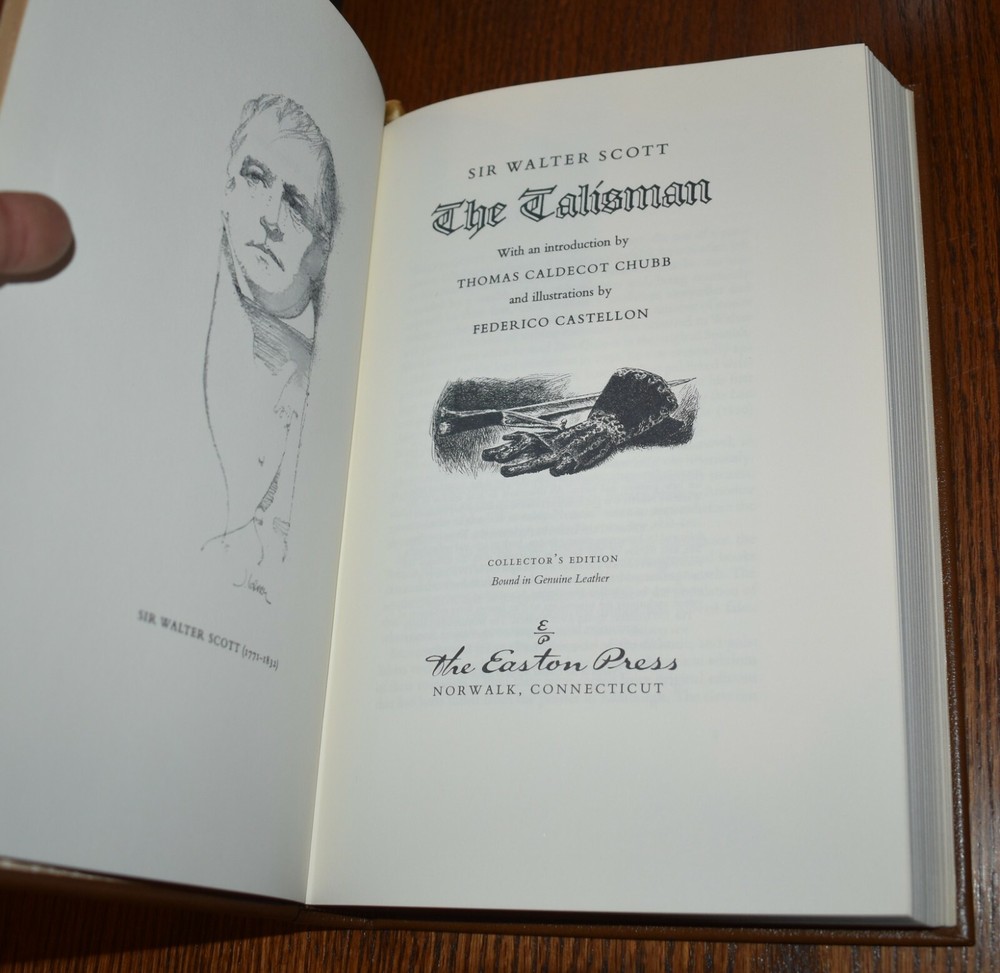 SIR WALTER SCOTT (1771-1832)
SIR WALTER SCOTT
The Talisman
With an introduction by
THOMAS CALDECOT CHUBB
and illustrations by
FEDERICO CASTELLON
COLLECTOR'S EDITION
Bound in Genuine Leather
E
P
The Easton Press
NORWALK, CONNECTICUT